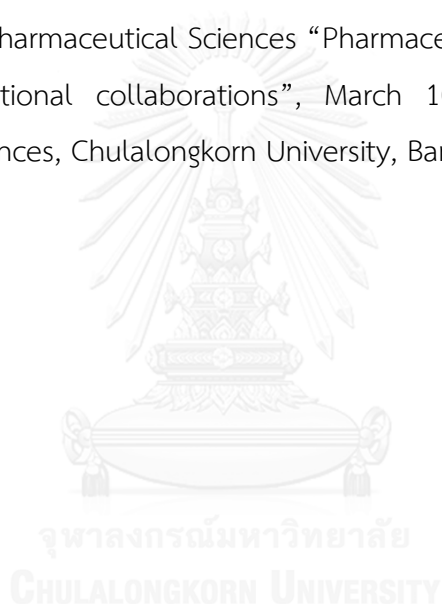 harmaceutical Sciences “Pharmace
tional collaborations”, March 1
nces, Chulalongkorn University, Ban
จุฬาลงกรณ์มหาวิทยาลัย
CHULALONGKORN UNIVERSITY